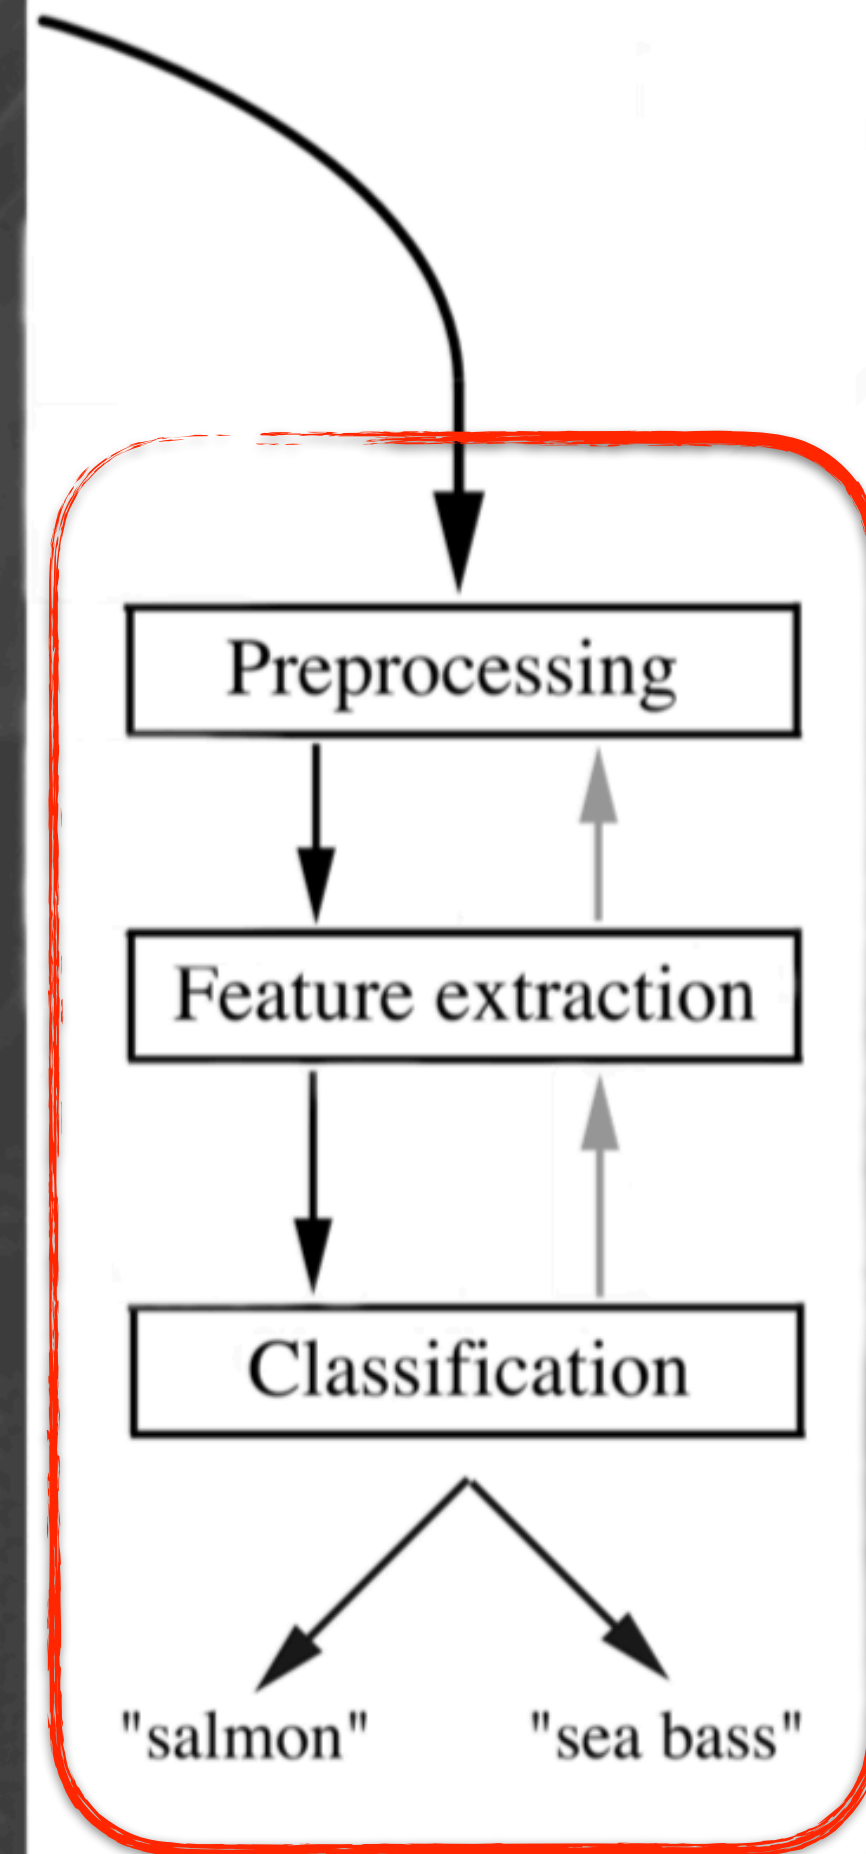 Preprocessing
Feature extraction
Classification
"salmon" "sea bass"